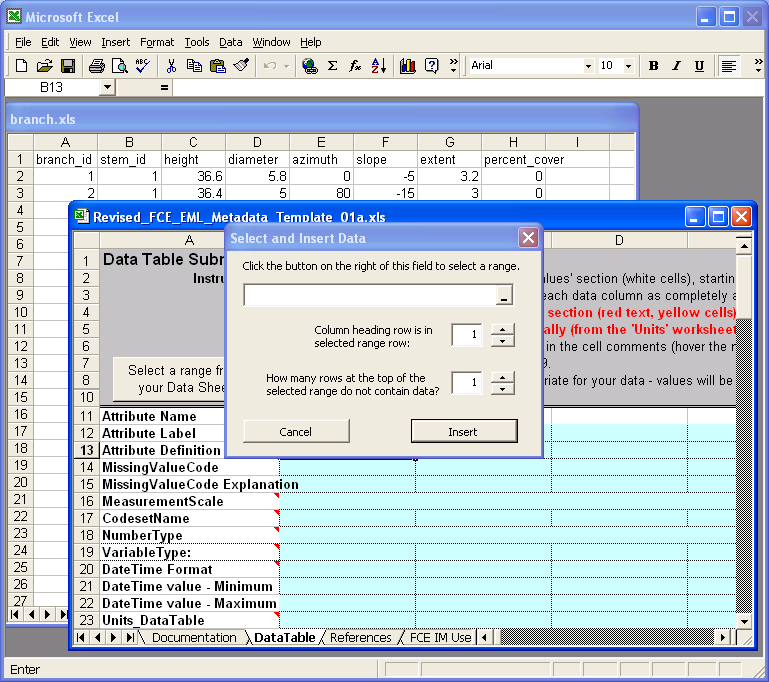 Microsoft Excel
File Edit View Insert Format Tools Data Window Help
Arial 10 B I U
B13 =
branch.xls
A B C D E F G H I
1 branch_id stem_id height diameter azimuth slope extent percent_cover
2 1 1 36.6 5.8 0 -5 3.2 0
3 2 1 36.4 5 80 -15 3 0
4
5
6
7
8
9
10
11
12
13
14
15
16
17
18
19
20
21
22
23
24
25
26
27
Revised_FCE_EML_Metadata_Template_01a.xls
A D
1 Data Table Subm
2 Instru
alues' section (white cells), startin
3 each data column as completely a
4 section (red text, yellow cells)
5 ally (from the 'Units' worksheet
6 in the cell comments (hover the m
7 9.
8 riate for your data - values will be
10
Select a range fr
your Data Shee
Select and Insert Data
Click the button on the right of this field to select a range.
Column heading row is in
selected range row: 1
How many rows at the top of the
selected range do not contain data? 1
Cancel Insert
11 Attribute Name
12 Attribute Label
13 Attribute Definition
14 MissingValueCode
15 MissingValueCode Explanation
16 MeasurementScale
17 CodesetName
18 NumberType
19 VariableType:
20 DateTime Format
21 DateTime value - Minimum
22 DateTime value - Maximum
23 Units_DataTable
Documentation DataTable References FCE IM Use
Enter